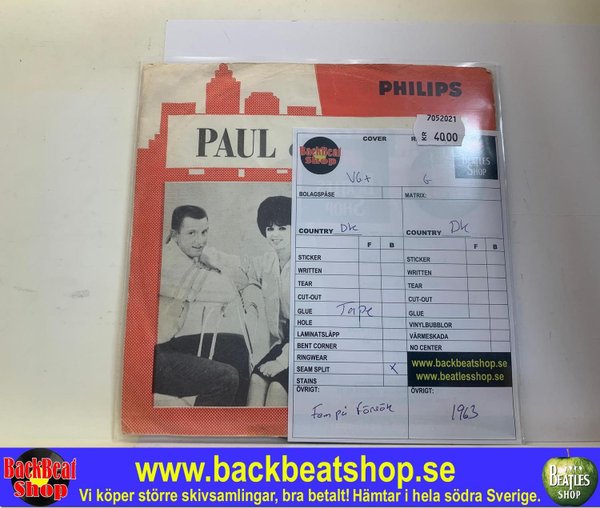 PHILIPS
PAUL
7052021
KR 40.00
COVER
BackBeat
Shop
BEATLES
SHOP
VG+
G
BOLAGSPÅSE
MATRIX:
COUNTRY DK
COUNTRY DK
F B
F B
STICKER
STICKER
WRITTEN
WRITTEN
TEAR
TEAR
CUT-OUT
CUT-OUT
GLUE Tape
GLUE
HOLE
VINYLBUBBLOR
LAMINATSLÄPP
VÄRMESKADA
BENT CORNER
NO CENTER
RINGWEAR
www.backbeatshop.se
SEAM SPLIT X
www.beatlesshop.se
STAINS
ÖVRIGT:
ÖVRIGT:
1963
BackBeat
Shop
www.backbeatshop.se
Vi köper större skivsamlingar, bra betalt! Hämtar i hela södra Sverige.
BEATLES
SHOP